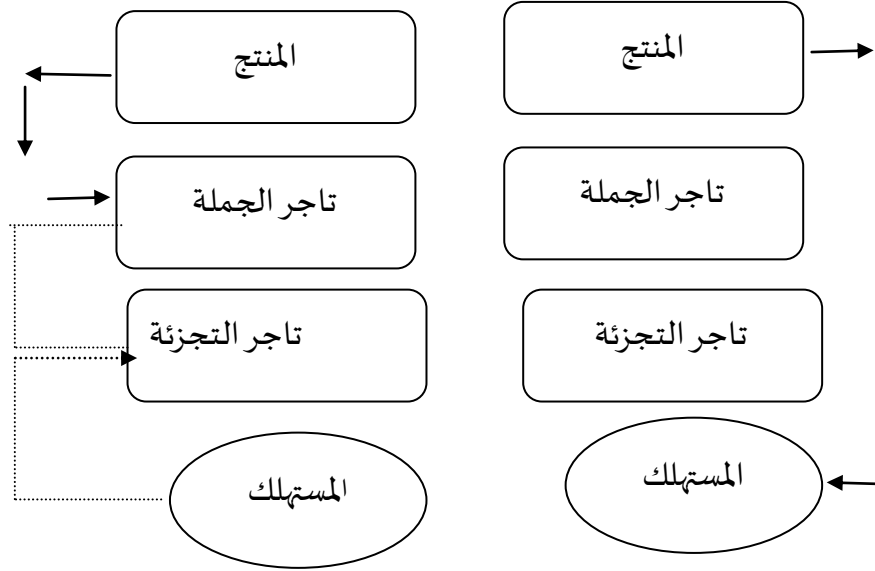 المنتج
المنتج
تاجر الجملة
تاجر الجملة
تاجر التجزئة
تاجر التجزئة
المستهلك
المستهلك